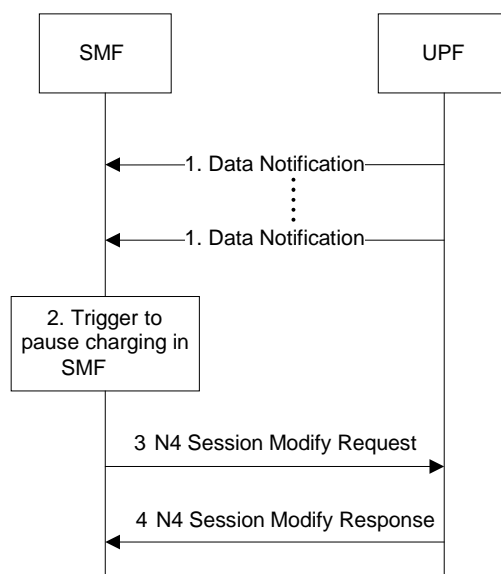 SMF
UPF
1. Data Notification
1. Data Notification
2. Trigger to
pause charging in
SMF
3 N4 Session Modify Request
4 N4 Session Modify Response